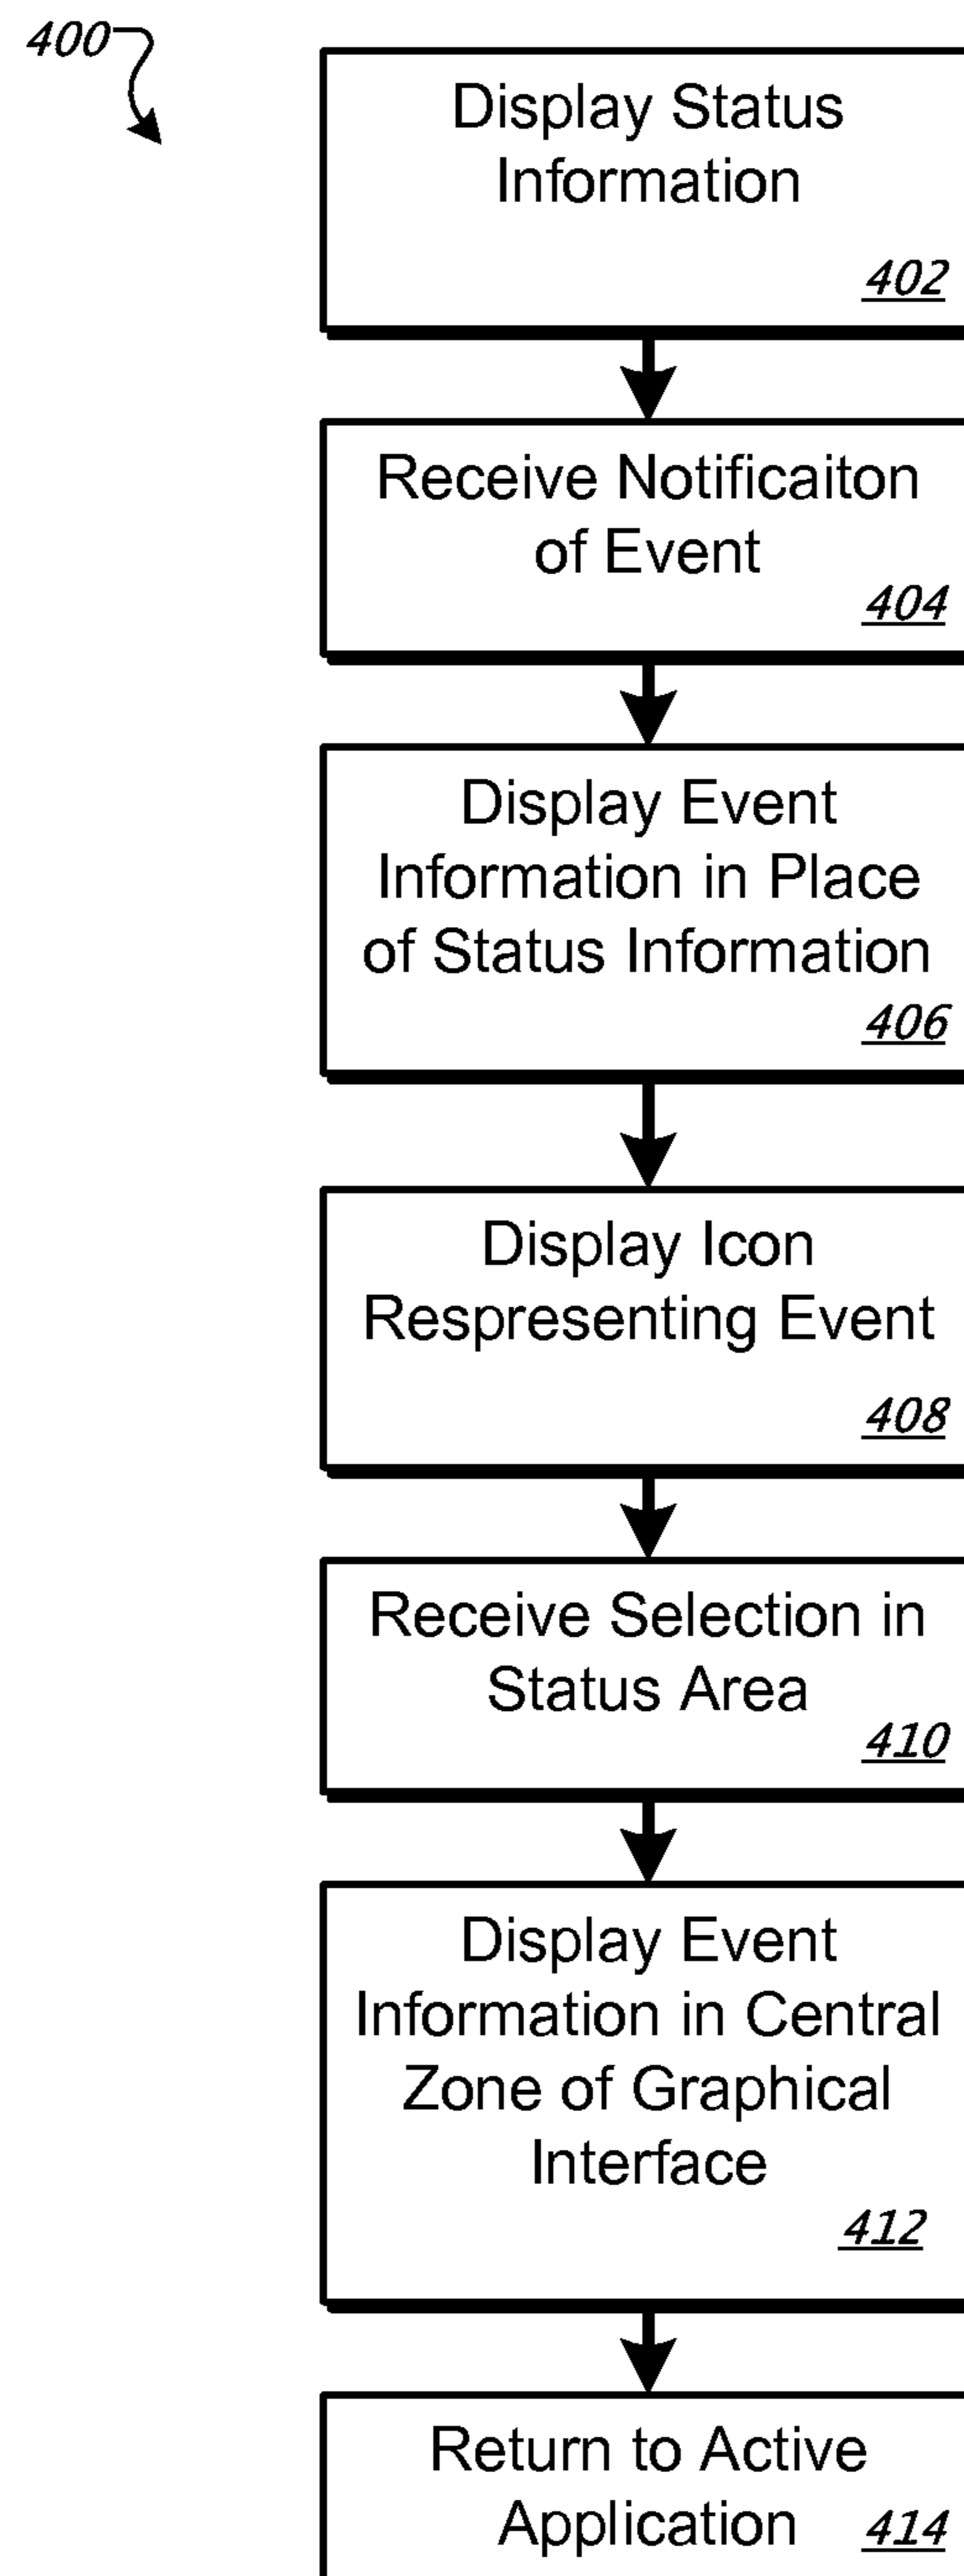 400
Display Status
Information
402
Receive Notificaiton
of Event
404
Display Event
Information in Place
of Status Information
406
Display Icon
Respresenting Event
408
Receive Selection in
Status Area
410
Display Event
Information in Central
Zone of Graphical
Interface
412
Return to Active
Application 414